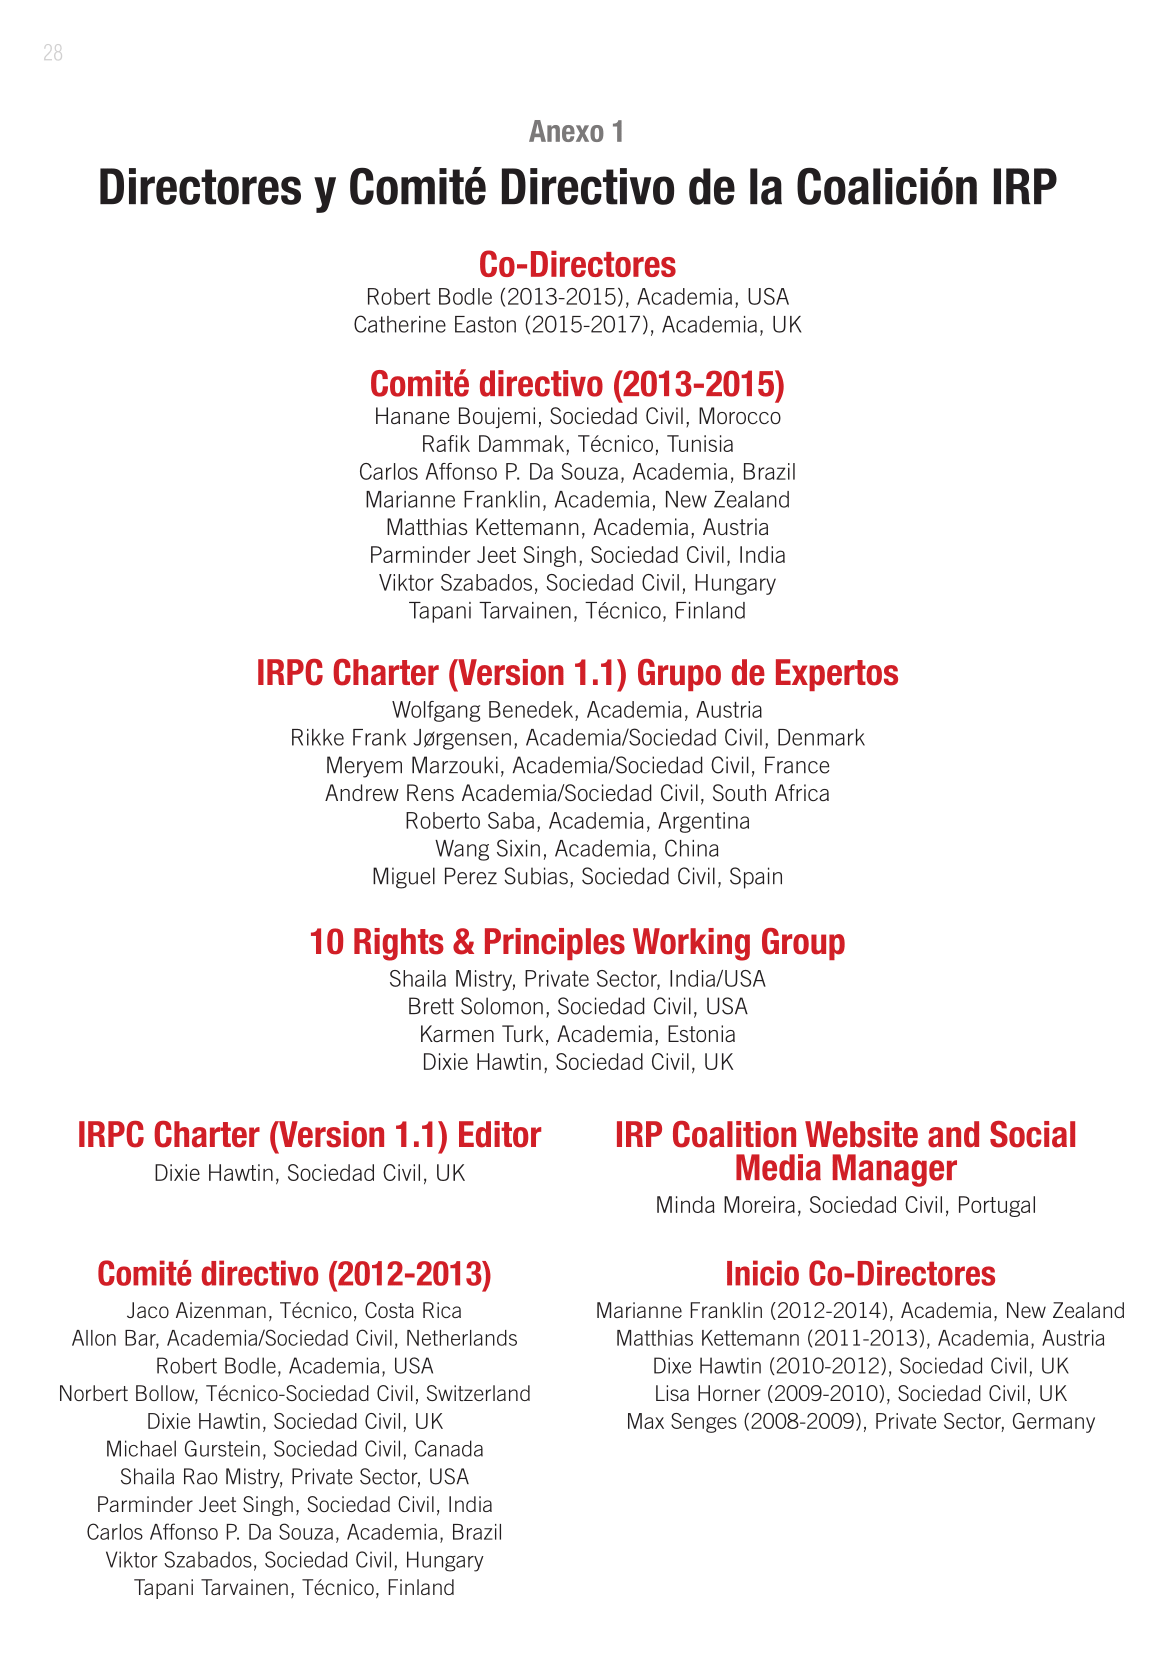 28
Anexo 1
Directores y Comité Directivo de la Coalición IRP
Co-Directores
Robert Bodle (2013-2015), Academia, USA
Catherine Easton (2015-2017), Academia, UK
Comité directivo (2013-2015)
Hanane Boujemi, Sociedad Civil, Morocco
Rafik Dammak, Técnico, Tunisia
Carlos Affonso P. Da Souza, Academia, Brazil
Marianne Franklin, Academia, New Zealand
Matthias Kettemann, Academia, Austria
Parminder Jeet Singh, Sociedad Civil, India
Viktor Szabados, Sociedad Civil, Hungary
Tapani Tarvainen, Técnico, Finland
IRPC Charter (Version 1.1) Grupo de Expertos
Wolfgang Benedek, Academia, Austria
Rikke Frank Jørgensen, Academia/Sociedad Civil, Denmark
Meryem Marzouki, Academia/Sociedad Civil, France
Andrew Rens Academia/Sociedad Civil, South Africa
Roberto Saba, Academia, Argentina
Wang Sixin, Academia, China
Miguel Perez Subias, Sociedad Civil, Spain
10 Rights & Principles Working Group
Shaila Mistry, Private Sector, India/USA
Brett Solomon, Sociedad Civil, USA
Karmen Turk, Academia, Estonia
Dixie Hawtin, Sociedad Civil, UK
IRPC Charter (Version 1.1) Editor
Dixie Hawtin, Sociedad Civil, UK
IRP Coalition Website and Social
Media Manager
Minda Moreira, Sociedad Civil, Portugal
Comité directivo (2012-2013)
Jaco Aizenman, Técnico, Costa Rica
Allon Bar, Academia/Sociedad Civil, Netherlands
Robert Bodle, Academia, USA
Norbert Bollow, Técnico-Sociedad Civil, Switzerland
Dixie Hawtin, Sociedad Civil, UK
Michael Gurstein, Sociedad Civil, Canada
Shaila Rao Mistry, Private Sector, USA
Parminder Jeet Singh, Sociedad Civil, India
Carlos Affonso P. Da Souza, Academia, Brazil
Viktor Szabados, Sociedad Civil, Hungary
Tapani Tarvainen, Técnico, Finland
Inicio Co-Directores
Marianne Franklin (2012-2014), Academia, New Zealand
Matthias Kettemann (2011-2013), Academia, Austria
Dixe Hawtin (2010-2012), Sociedad Civil, UK
Lisa Horner (2009-2010), Sociedad Civil, UK
Max Senges (2008-2009), Private Sector, Germany